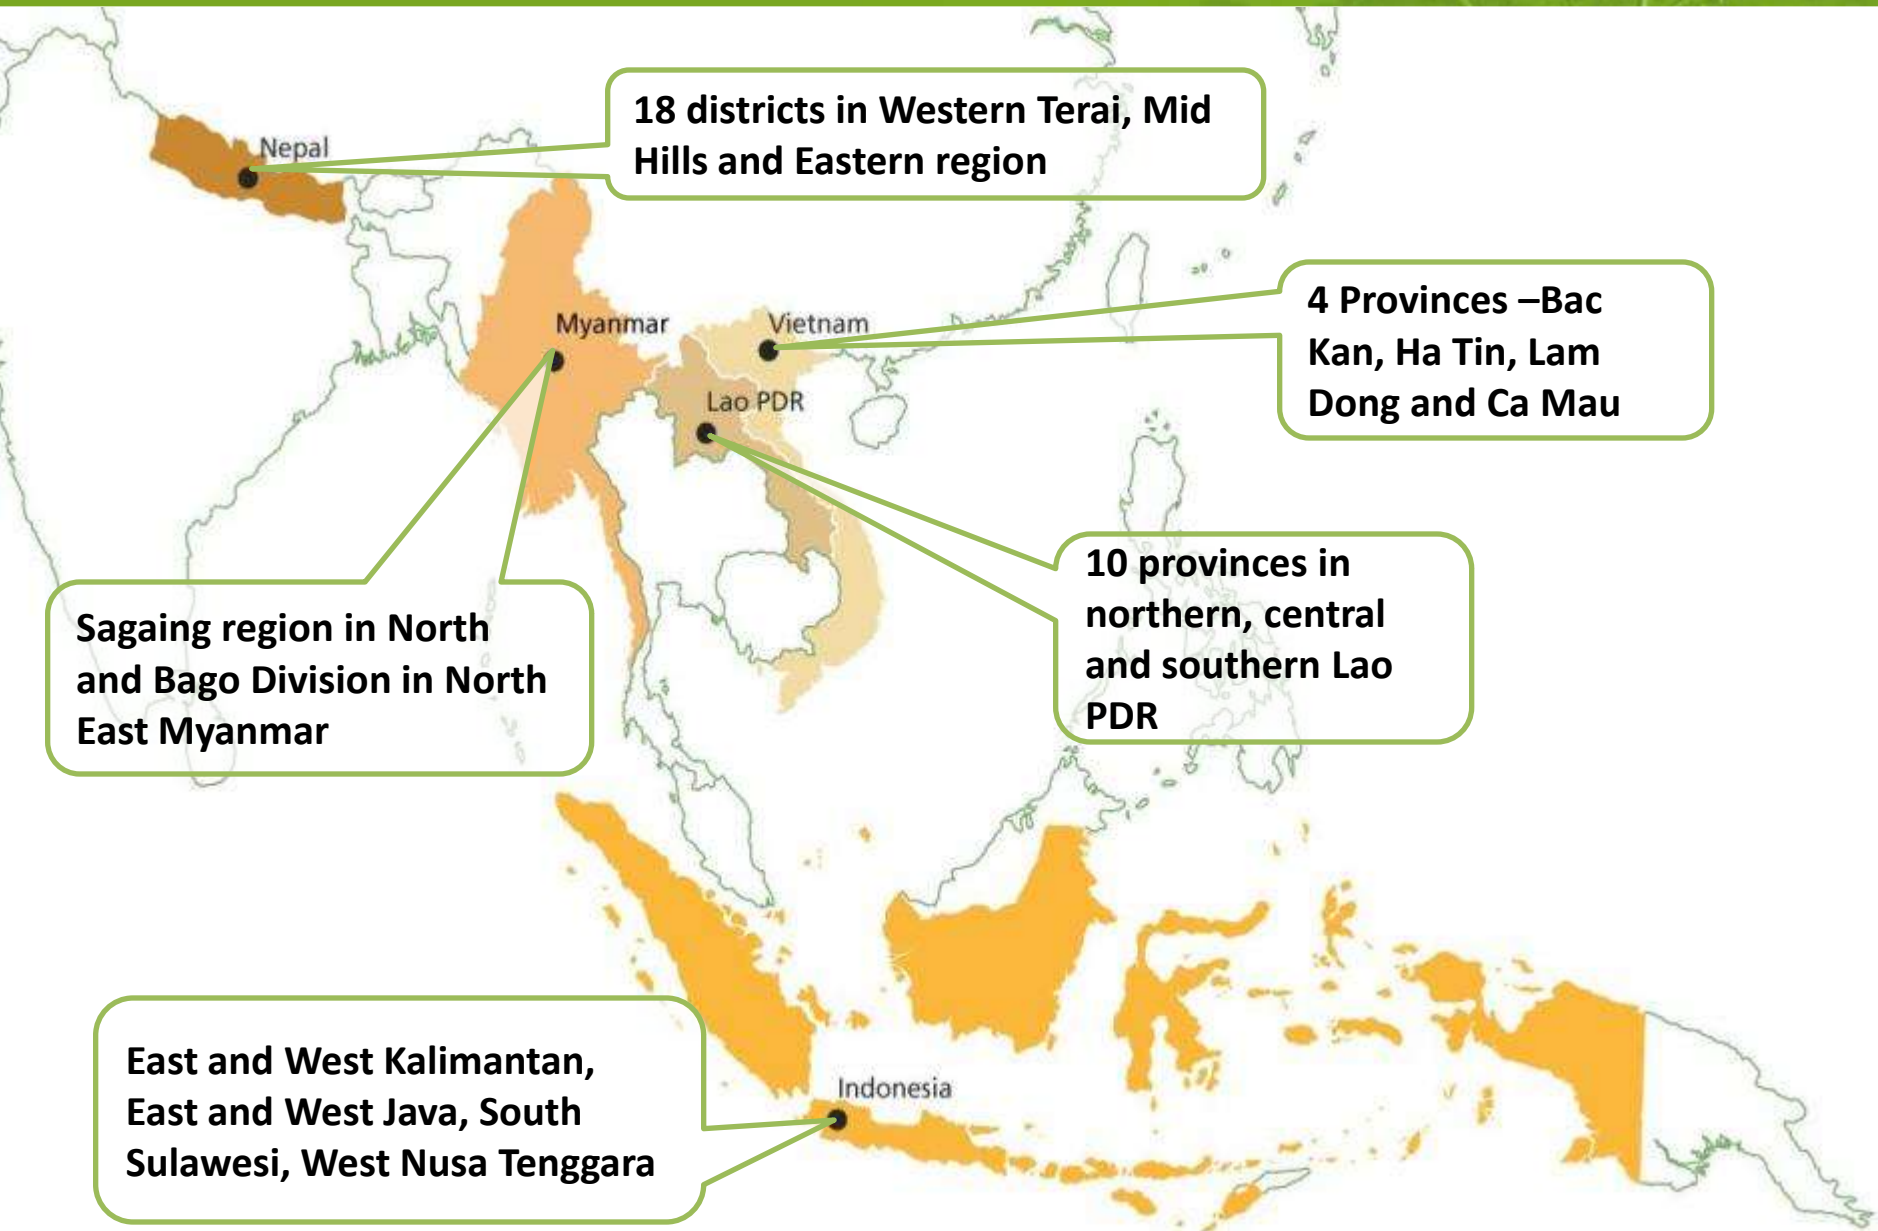 18 districts in Western Terai, Mid
Hills and Eastern region
Nepal
4 Provinces –Bac
Kan, Ha Tin, Lam
Dong and Ca Mau
Myanmar
Vietnam
Lao PDR
10 provinces in
northern, central
and southern Lao
PDR
Sagaing region in North
and Bago Division in North
East Myanmar
East and West Kalimantan,
East and West Java, South
Sulawesi, West Nusa Tenggara
Indonesia